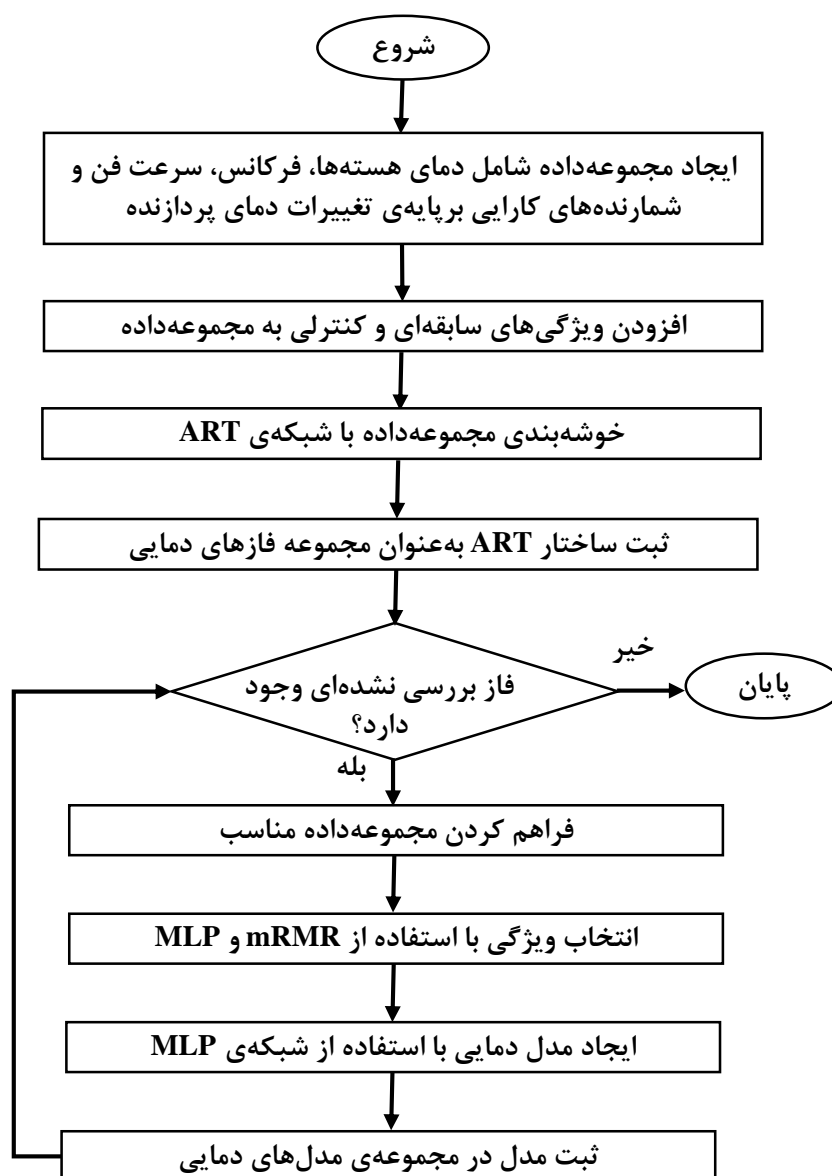 شروع
ایجاد مجموعه‌داده شامل دمای هسته‌ها، فرکانس، سرعت فن و
شمارنده‌های کارایی برپایه‌ی تغییرات دمای پردازنده
افزودن ویژگی‌های سابقه‌ای و کنترلی به مجموعه‌داده
خوشه‌بندی مجموعه‌داده با شبکه‌ی ART
ثبت ساختار ART به‌عنوان مجموعه فازهای دمایی
فاز بررسی نشده‌ای وجود
دارد؟
خیر
پایان
بله
فراهم کردن مجموعه‌داده مناسب
انتخاب ویژگی با استفاده از mRMR و MLP
ایجاد مدل دمایی با استفاده از شبکه‌ی MLP
ثبت مدل در مجموعه‌ی مدل‌های دمایی